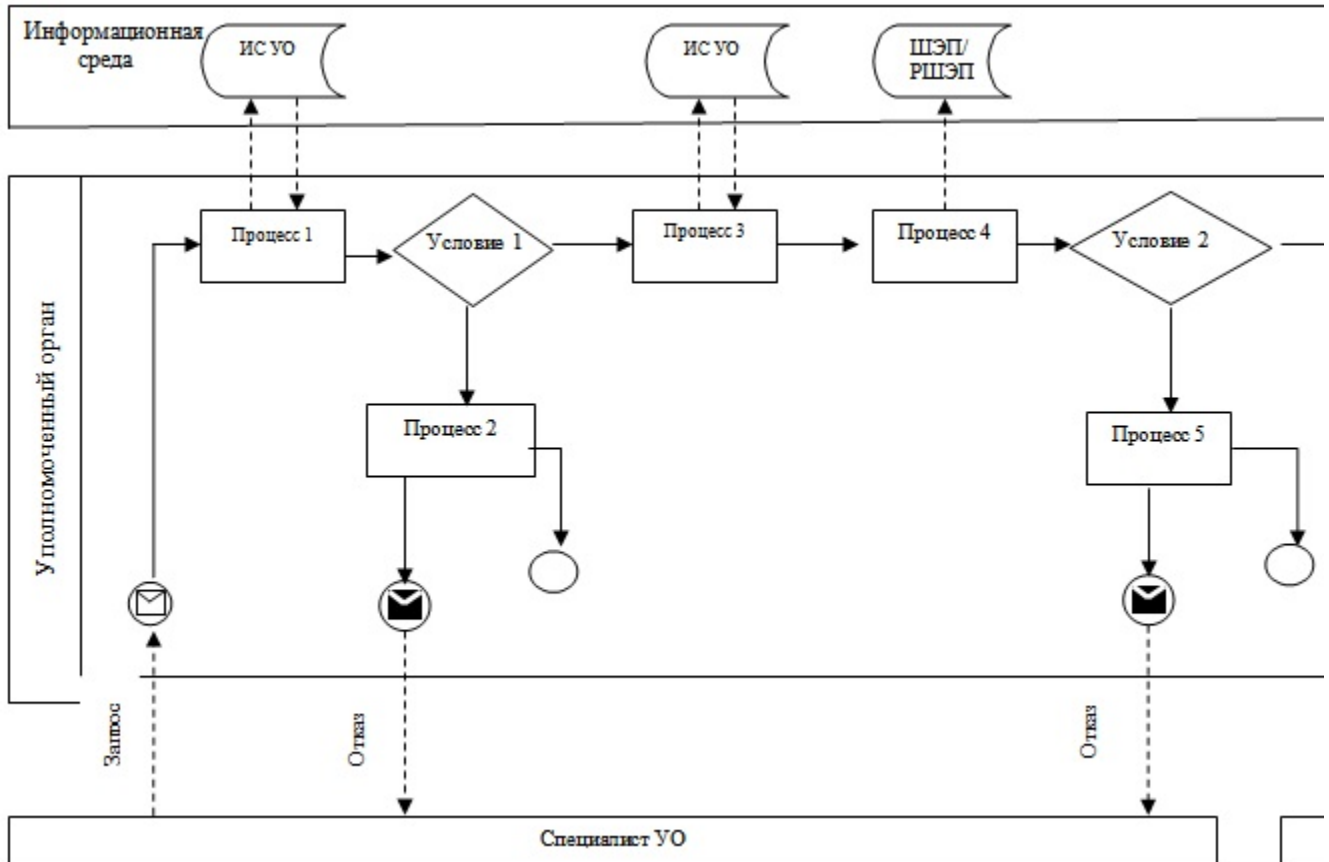 Информационная
среда
ИС УО
ИС УО
ШЭП/
РШЭП
Уполномоченный орган
Процесс 1
Условие 1
Процесс 3
Процесс 4
Условие 2
Процесс 2
Процесс 5
Запрос
Отказ
Отказ
Специалист УО